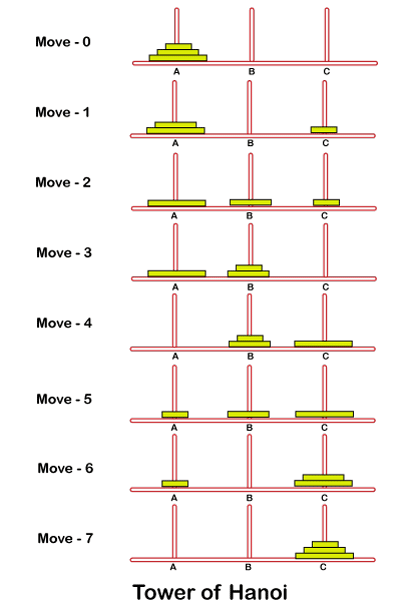 Move - 0
A B C
Move - 1
A B C
Move - 2
A B C
Move - 3
A B C
Move - 4
A B C
Move - 5
A B C
Move - 6
A B C
Move - 7
A B C
Tower of Hanoi